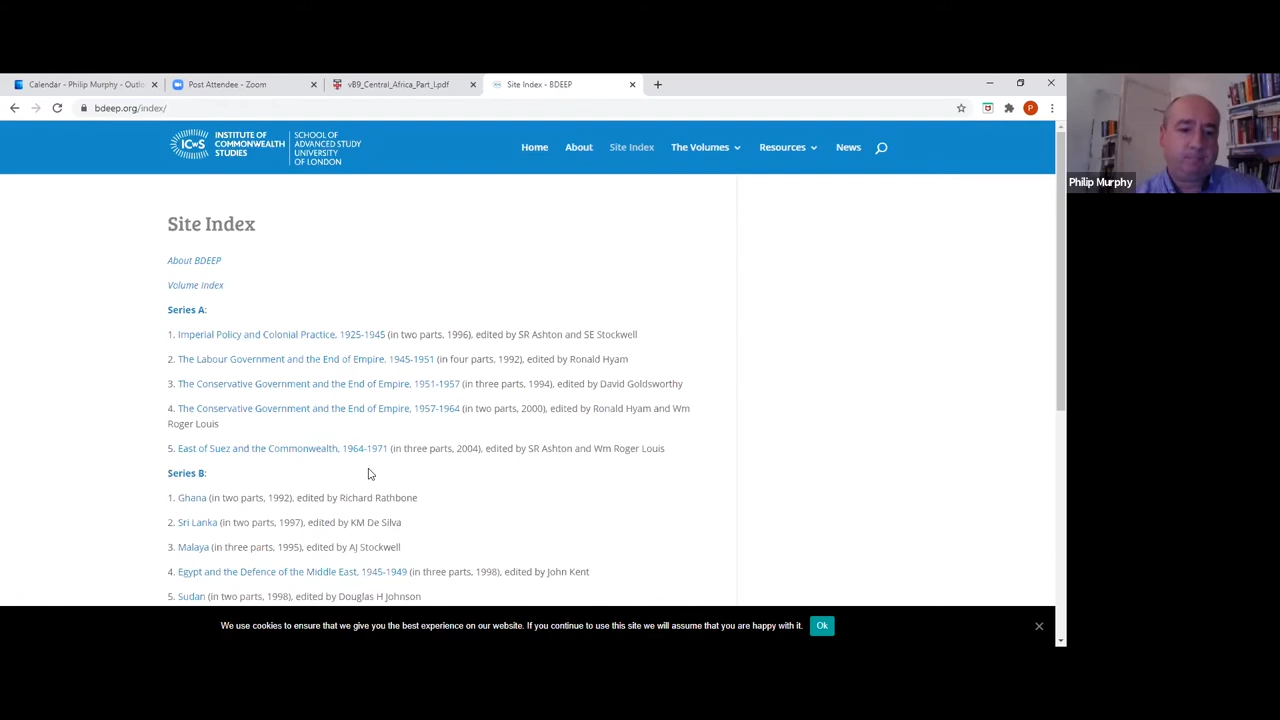 Calendar - Philip Murphy - Outlo
Post Attendee - Zoom
vB9_Central_Africa_Part_I.pdf
Site Index - BDEEP
bdeep.org/index/
P
ICwS
INSTITUTE OF
COMMONWEALTH
STUDIES
SCHOOL OF
ADVANCED STUDY
UNIVERSITY
OF LONDON
Home
About
Site Index
The Volumes
Resources
News
Philip Murphy
Site Index
About BDEEP
Volume Index
Series A:
1. Imperial Policy and Colonial Practice, 1925-1945 (in two parts, 1996), edited by SR Ashton and SE Stockwell
2. The Labour Government and the End of Empire, 1945-1951 (in four parts, 1992), edited by Ronald Hyam
3. The Conservative Government and the End of Empire, 1951-1957 (in three parts, 1994), edited by David Goldsworthy
4. The Conservative Government and the End of Empire, 1957-1964 (in two parts, 2000), edited by Ronald Hyam and Wm
Roger Louis
5. East of Suez and the Commonwealth, 1964-1971 (in three parts, 2004), edited by SR Ashton and Wm Roger Louis
Series B:
1. Ghana (in two parts, 1992), edited by Richard Rathbone
2. Sri Lanka (in two parts, 1997), edited by KM De Silva
3. Malaya (in three parts, 1995), edited by AJ Stockwell
4. Egypt and the Defence of the Middle East, 1945-1949 (in three parts, 1998), edited by John Kent
5. Sudan (in two parts, 1998), edited by Douglas H Johnson
We use cookies to ensure that we give you the best experience on our website. If you continue to use this site we will assume that you are happy with it.
Ok